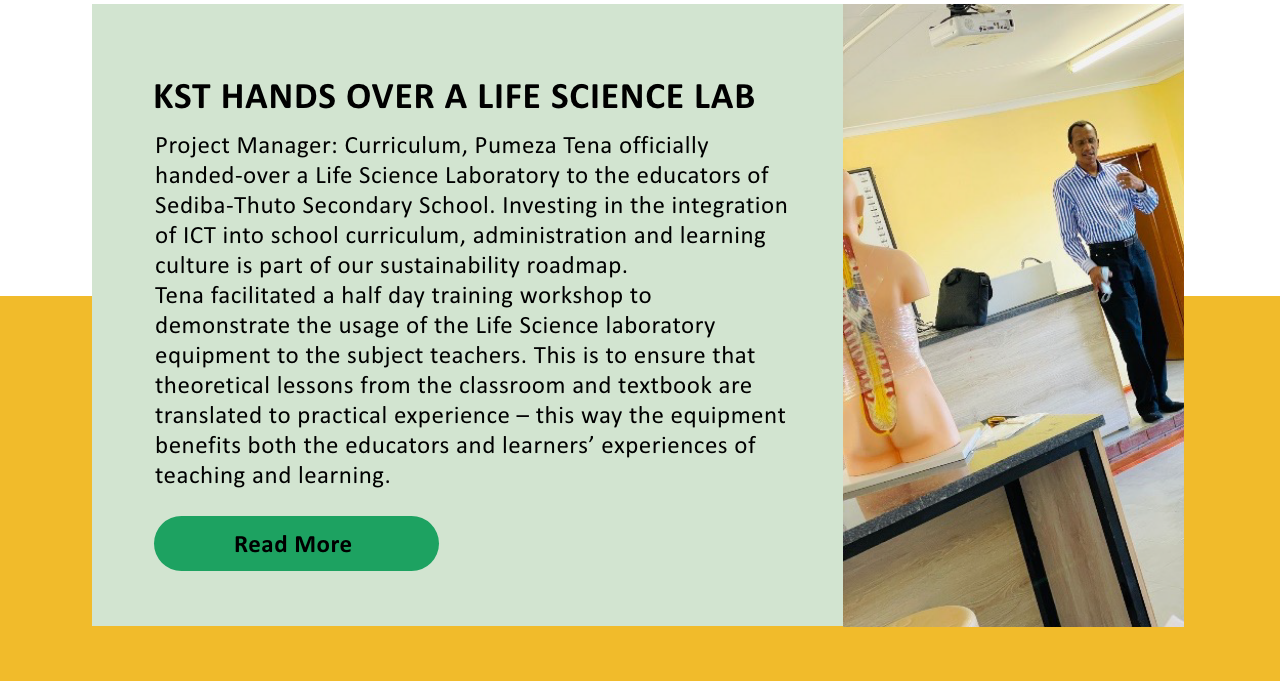 KST HANDS OVER A LIFE SCIENCE LAB
Project Manager: Curriculum, Pumeza Tena officially
handed-over a Life Science Laboratory to the educators of
Sediba-Thuto Secondary School. Investing in the integration
of ICT into school curriculum, administration and learning
culture is part of our sustainability roadmap.
Tena facilitated a half day training workshop to
demonstrate the usage of the Life Science laboratory
equipment to the subject teachers. This is to ensure that
theoretical lessons from the classroom and textbook are
translated to practical experience – this way the equipment
benefits both the educators and learners’ experiences of
teaching and learning.
Read More